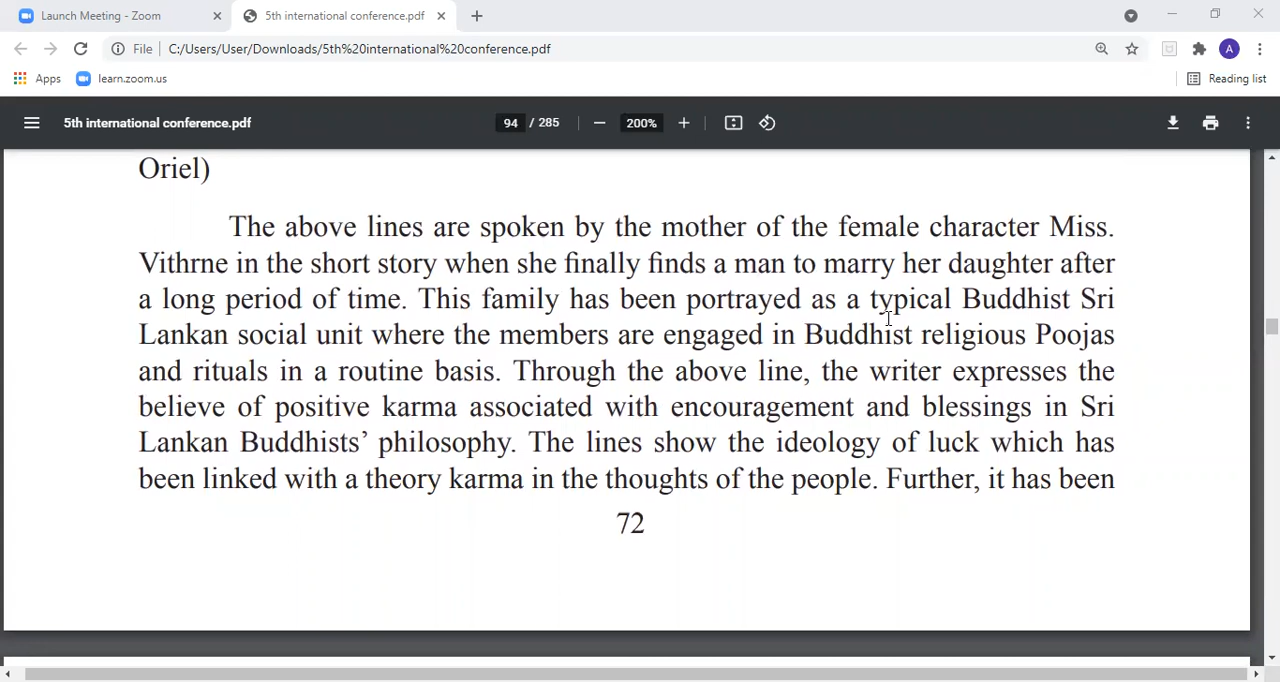 Launch Meeting - Zoom
5th international conference.pdf
File
C:/Users/User/Downloads/5th%20international%20conference.pdf
A
Apps
learn.zoom.us
Reading list
5th international conference.pdf
94 / 285
200%
Oriel)
The above lines are spoken by the mother of the female character Miss.
Vithrne in the short story when she finally finds a man to marry her daughter after
a long period of time. This family has been portrayed as a typical Buddhist Sri
Lankan social unit where the members are engaged in Buddhist religious Poojas
and rituals in a routine basis. Through the above line, the writer expresses the
believe of positive karma associated with encouragement and blessings in Sri
Lankan Buddhists’ philosophy. The lines show the ideology of luck which has
been linked with a theory karma in the thoughts of the people. Further, it has been
72